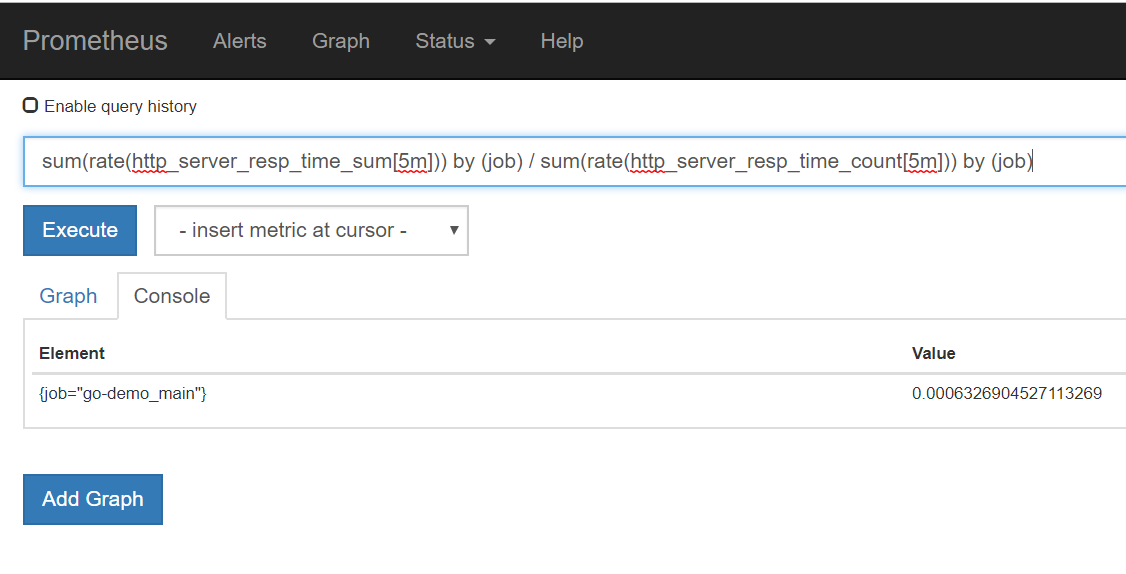 Prometheus Alerts Graph Status Help
Enable query history
sum(rate(http_server_resp_time_sum[5m])) by (job) / sum(rate(http_server_resp_time_count[5m])) by (job)
Execute - insert metric at cursor -
Graph Console
Element Value
{job="go-demo_main"} 0.0006326904527113269
Add Graph